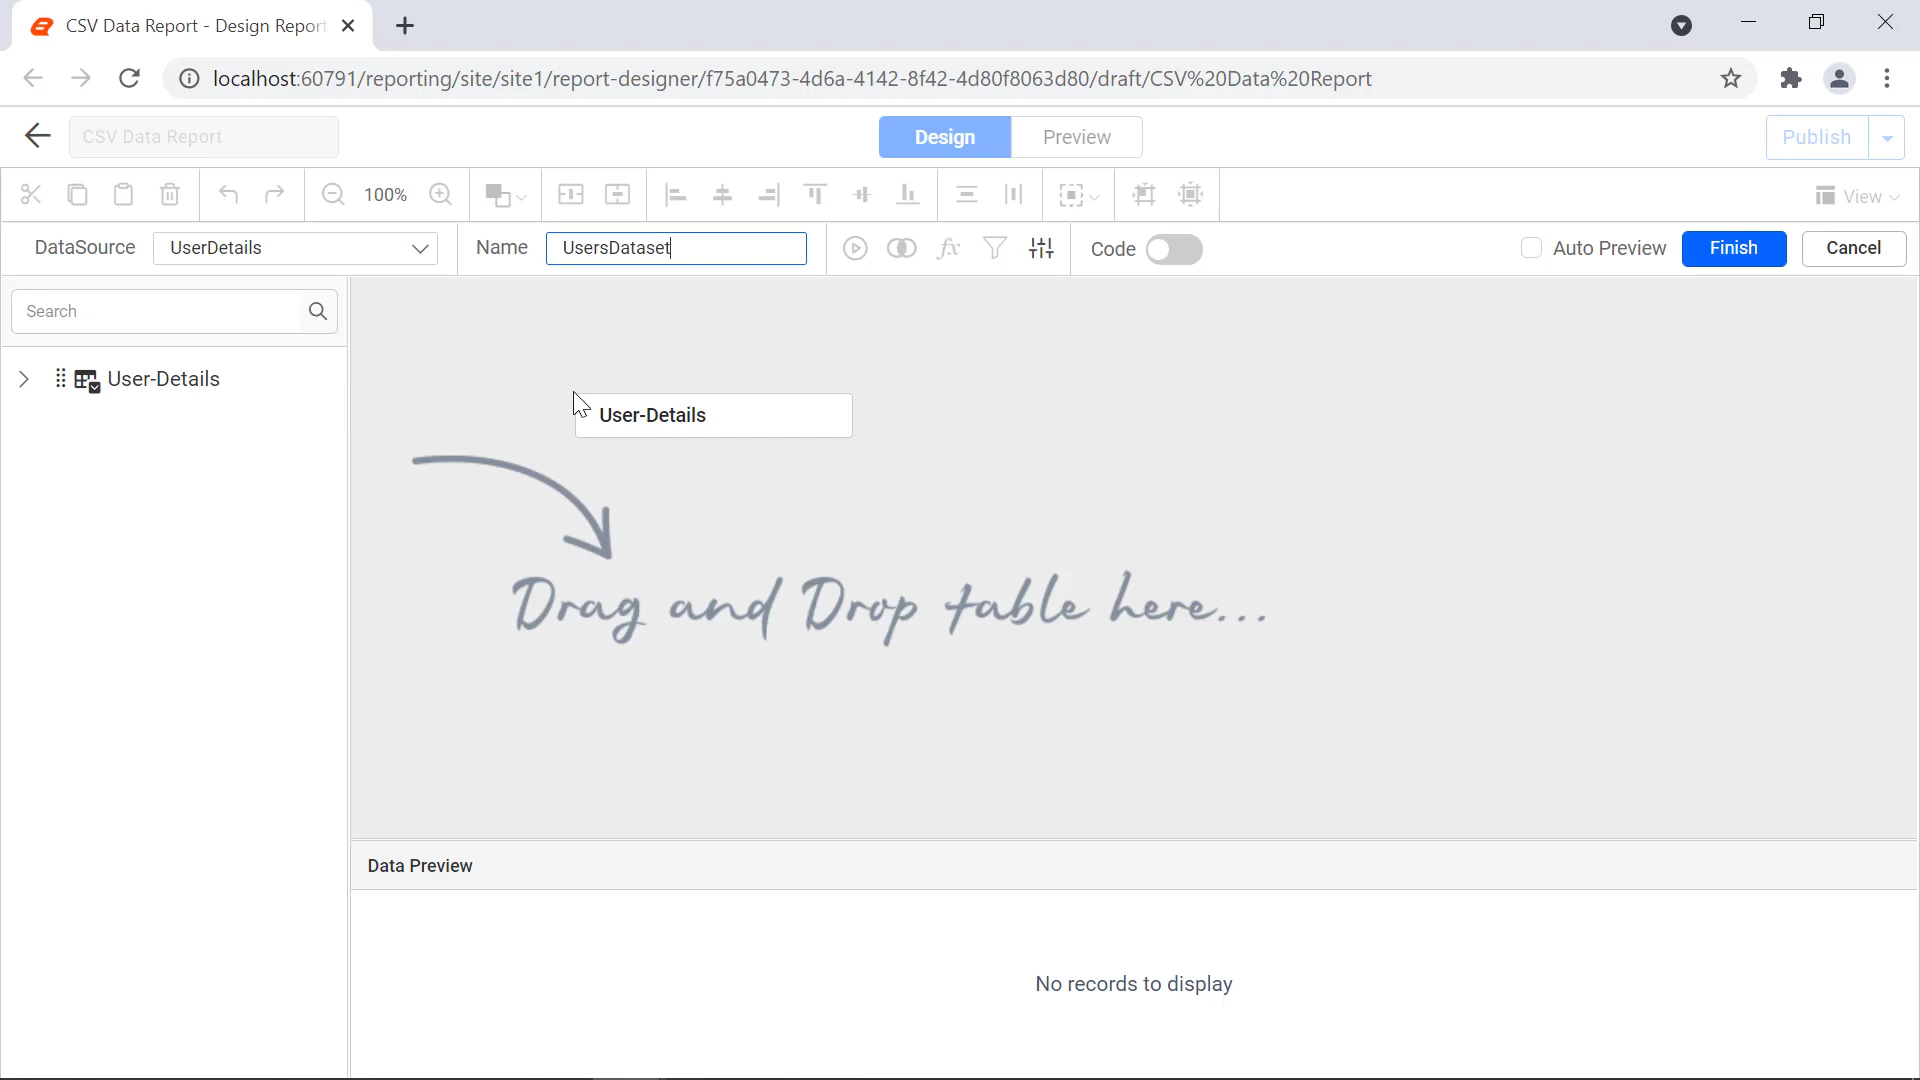 CSV Data Report - Design Report
localhost:60791/reporting/site/site1/report-designer/f75a0473-4d6a-4142-8f42-4d80f8063d80/draft/CSV%20Data%20Report
CSV Data Report
Design
Preview
Publish
100%
View
DataSource
UserDetails
Name
UsersDataset
fx
Code
Auto Preview
Finish
Cancel
Search
User-Details
User-Details
Drag and Drop table here...
Data Preview
No records to display